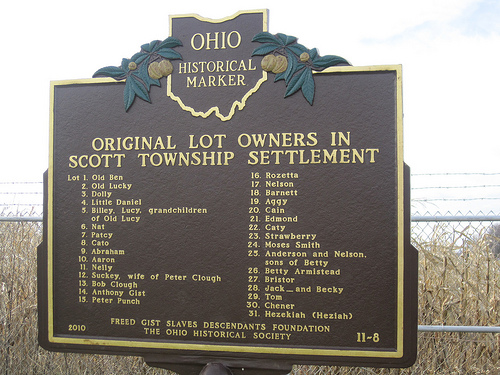 OHIO
HISTORICAL
MARKER
ORIGINAL LOT OWNERS IN
SCOTT TOWNSHIP SETTLEMENT
Lot 1. Old Ben
2. Old Lucky
3. Dolly
4. Little Daniel
5. Billey, Lucy, grandchildren
of Old Lucy
6. Nat
7. Patcy
8. Cato
9. Abraham
10. Aaron
11. Nelly
12. Suckey, wife of Peter Clough
13. Bob Clough
14. Anthony Gist
15. Peter Punch
16. Rozetta
17. Nelson
18. Barnett
19. Aggy
20. Cain
21. Edmond
22. Caty
23. Strawberry
24. Moses Smith
25. Anderson and Nelson,
sons of Betty
26. Betty Armistead
27. Bristor
28. Jack and Becky
29. Tom
30. Chener
31. Hezekiah (Heziah)
FREED GIST SLAVES DESCENDANTS FOUNDATION
THE OHIO HISTORICAL SOCIETY
2010
11-8